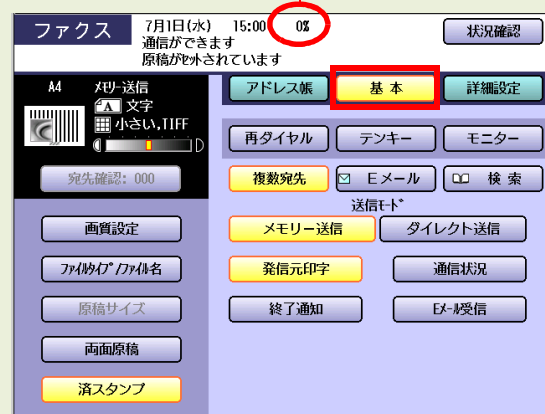 ファクス
7月1日(水) 15:00 0%
通信ができます
原稿がセットされています
状況確認
A4 メモリー送信
A 文字
小さい,TIFF
D
宛先確認: 000
アドレス帳 基 本 詳細設定
再ダイヤル テンキー モニター
複数宛先 Eメール 検 索
送信モード
メモリー送信 ダイレクト送信
発信元印字 通信状況
終了通知 Eメール受信
画質設定
ファイルタイプ/ファイル名
原稿サイズ
両面原稿
済スタンプ